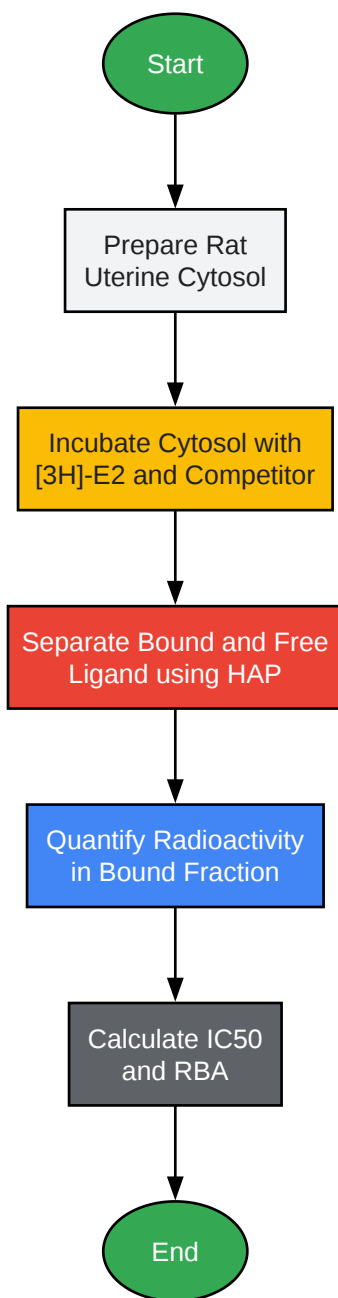 Start
Prepare Rat
Uterine Cytosol
Incubate Cytosol with
[3H]-E2 and Competitor
Separate Bound and Free
Ligand using HAP
Quantify Radioactivity
in Bound Fraction
Calculate IC50
and RBA
End